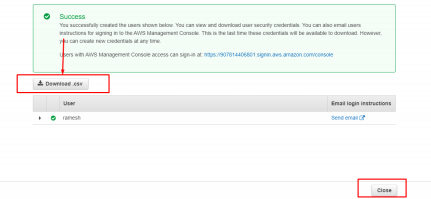 Success
You successfully created the users shown below. You can view and download user security credentials. You can also email users
instructions for signing in to the AWS Management Console. This is the last time these credentials will be available to download. However,
you can create new credentials at any time.
Users with AWS Management Console access can sign-in at: https://907814406801.signin.aws.amazon.com/console
Download .csv
User Email login instructions
ramesh Send email
Close